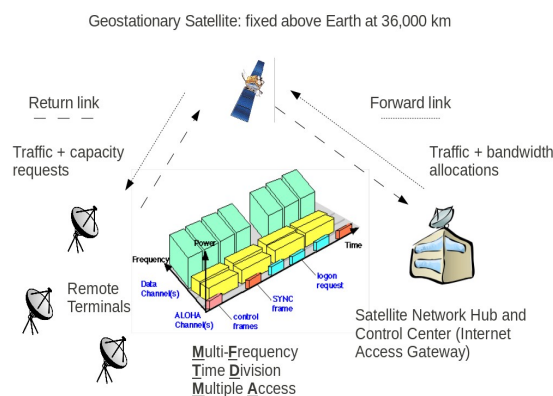 Geostationary Satellite: fixed above Earth at 36,000 km
Return link
Forward link
Traffic + capacity
requests
Traffic + bandwidth
allocations
Power
Frequency
Time
Data
Channel(s)
logon
request
SYNC
frame
ALOHA
Channel(s)
control
frames
Remote
Terminals
Satellite Network Hub and
Control Center (Internet
Access Gateway)
Multi-Frequency
Time Division
Multiple Access